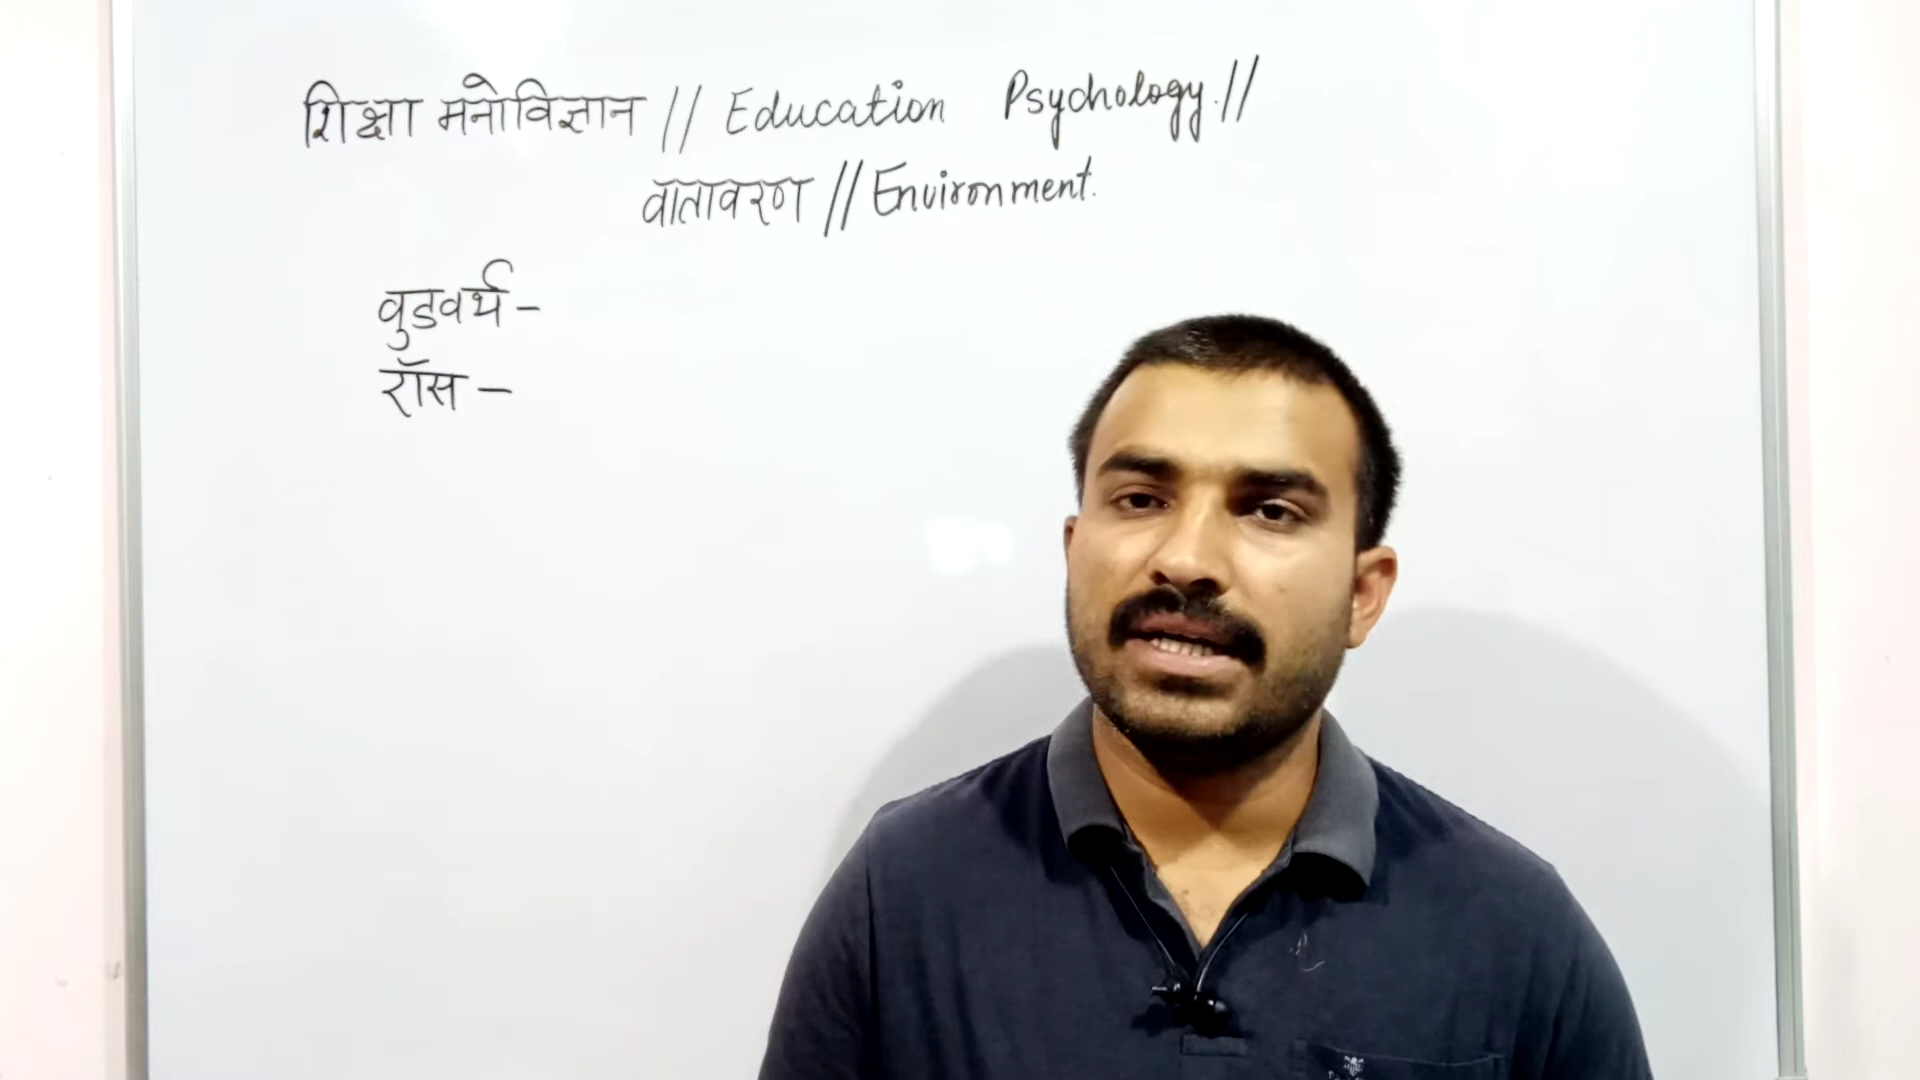 शिक्षा मनोविज्ञान // Education Psychology.//
वातावरण // Environment.
वुडवर्थ -
रॉस -